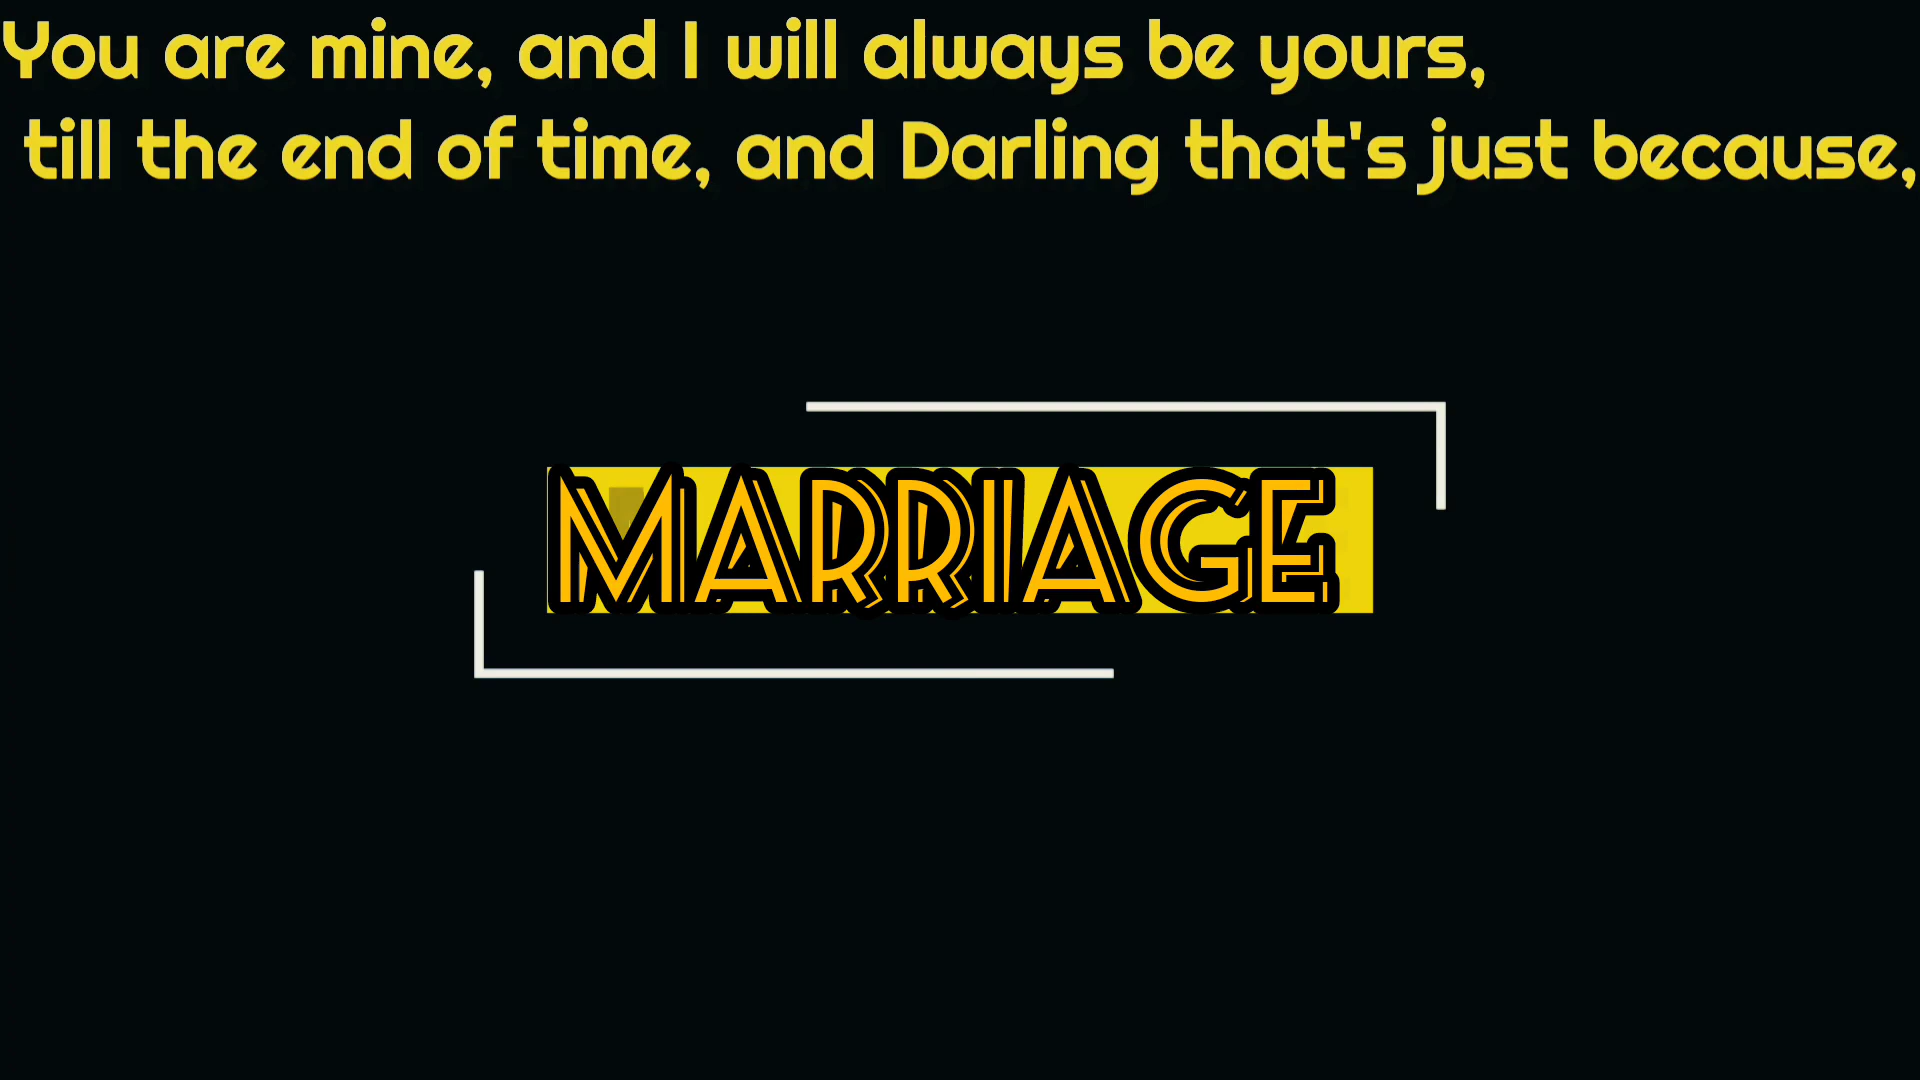 You are mine, and I will always be yours,
till the end of time, and Darling that's just because,
MARRIAGE